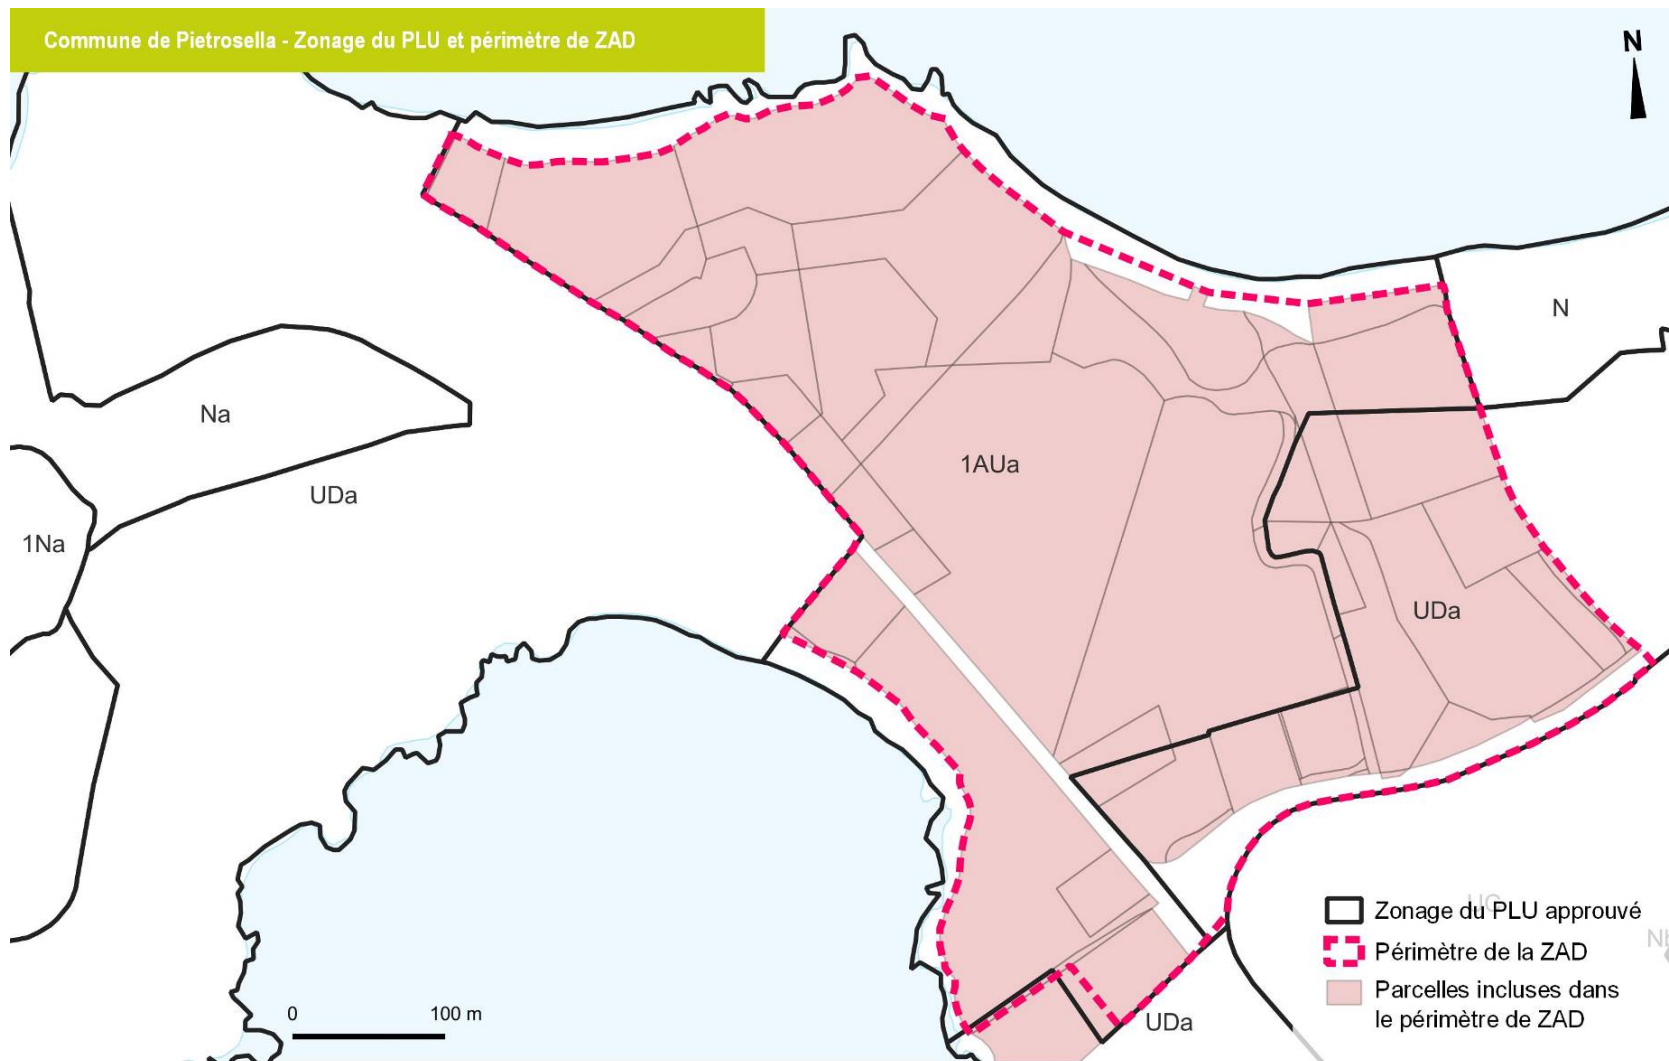 Commune de Pietrosella - Zonage du PLU et périmètre de ZAD
N
N
Na
1AUa
UDa
1Na
UDa
UG
Zonage du PLU approuvé
Périmètre de la ZAD
Parcelles incluses dans
le périmètre de ZAD
0 100 m
UDa